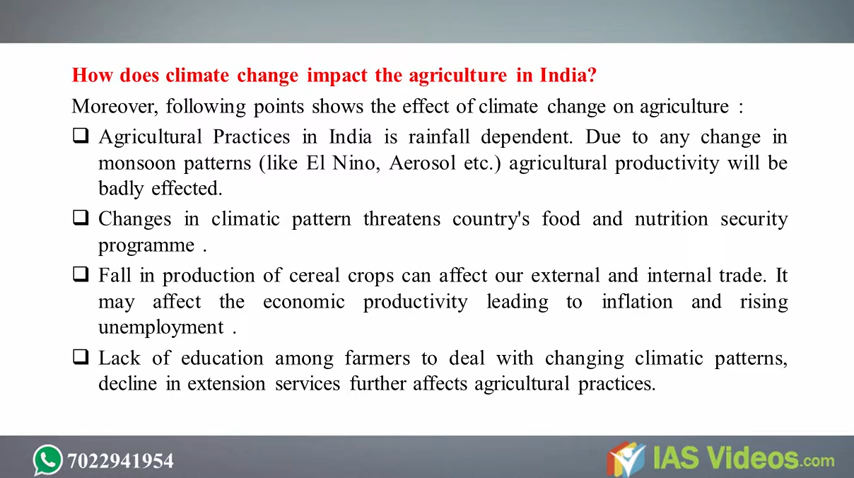 How does climate change impact the agriculture in India?
Moreover, following points shows the effect of climate change on agriculture :
❑ Agricultural Practices in India is rainfall dependent. Due to any change in
monsoon patterns (like El Nino, Aerosol etc.) agricultural productivity will be
badly effected.
❑ Changes in climatic pattern threatens country's food and nutrition security
programme .
❑ Fall in production of cereal crops can affect our external and internal trade. It
may affect the economic productivity leading to inflation and rising
unemployment .
❑ Lack of education among farmers to deal with changing climatic patterns,
decline in extension services further affects agricultural practices.
7022941954
IAS Videos.com